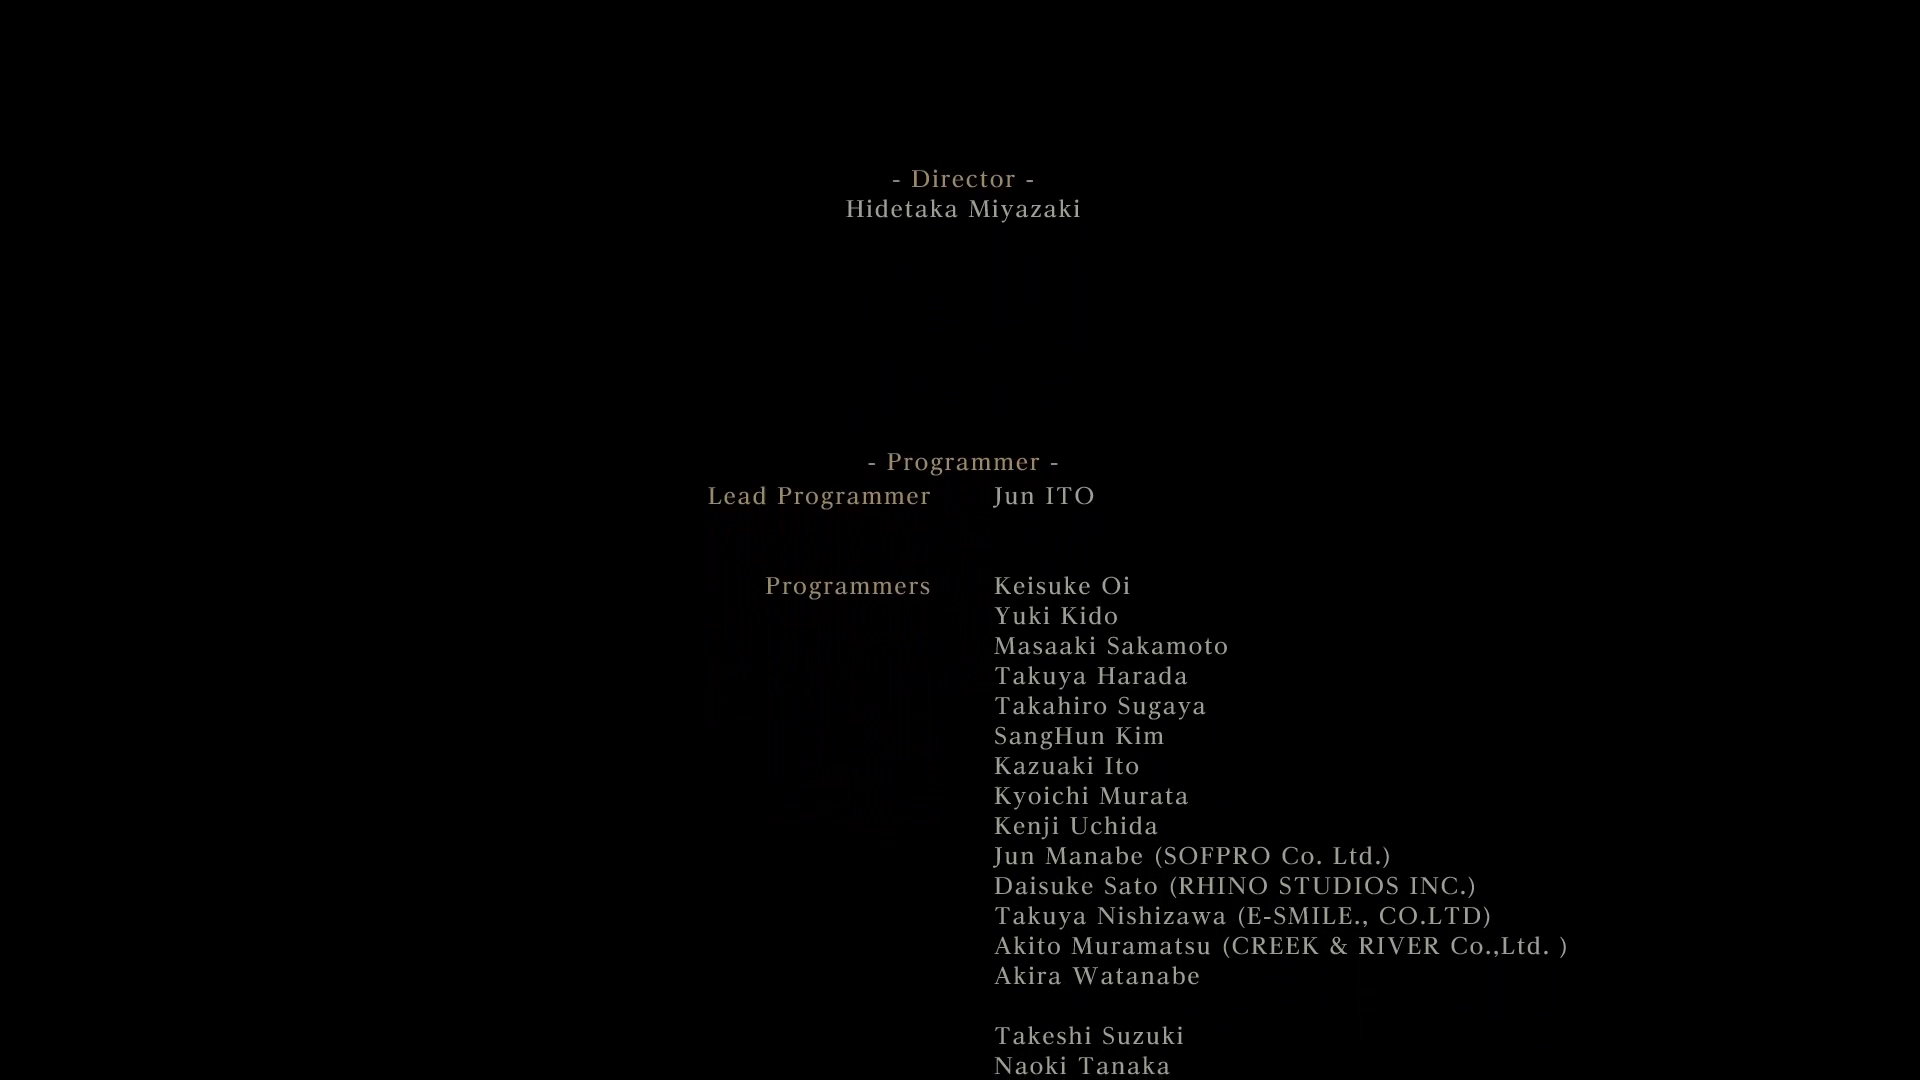 - Director -
Hidetaka Miyazaki
- Programmer -
Lead Programmer Jun ITO
Programmers Keisuke Oi
Yuki Kido
Masaaki Sakamoto
Takuya Harada
Takahiro Sugaya
SangHun Kim
Kazuaki Ito
Kyoichi Murata
Kenji Uchida
Jun Manabe (SOFPRO Co. Ltd.)
Daisuke Sato (RHINO STUDIOS INC.)
Takuya Nishizawa (E-SMILE., CO.LTD)
Akito Muramatsu (CREEK & RIVER Co.,Ltd. )
Akira Watanabe
Takeshi Suzuki
Naoki Tanaka